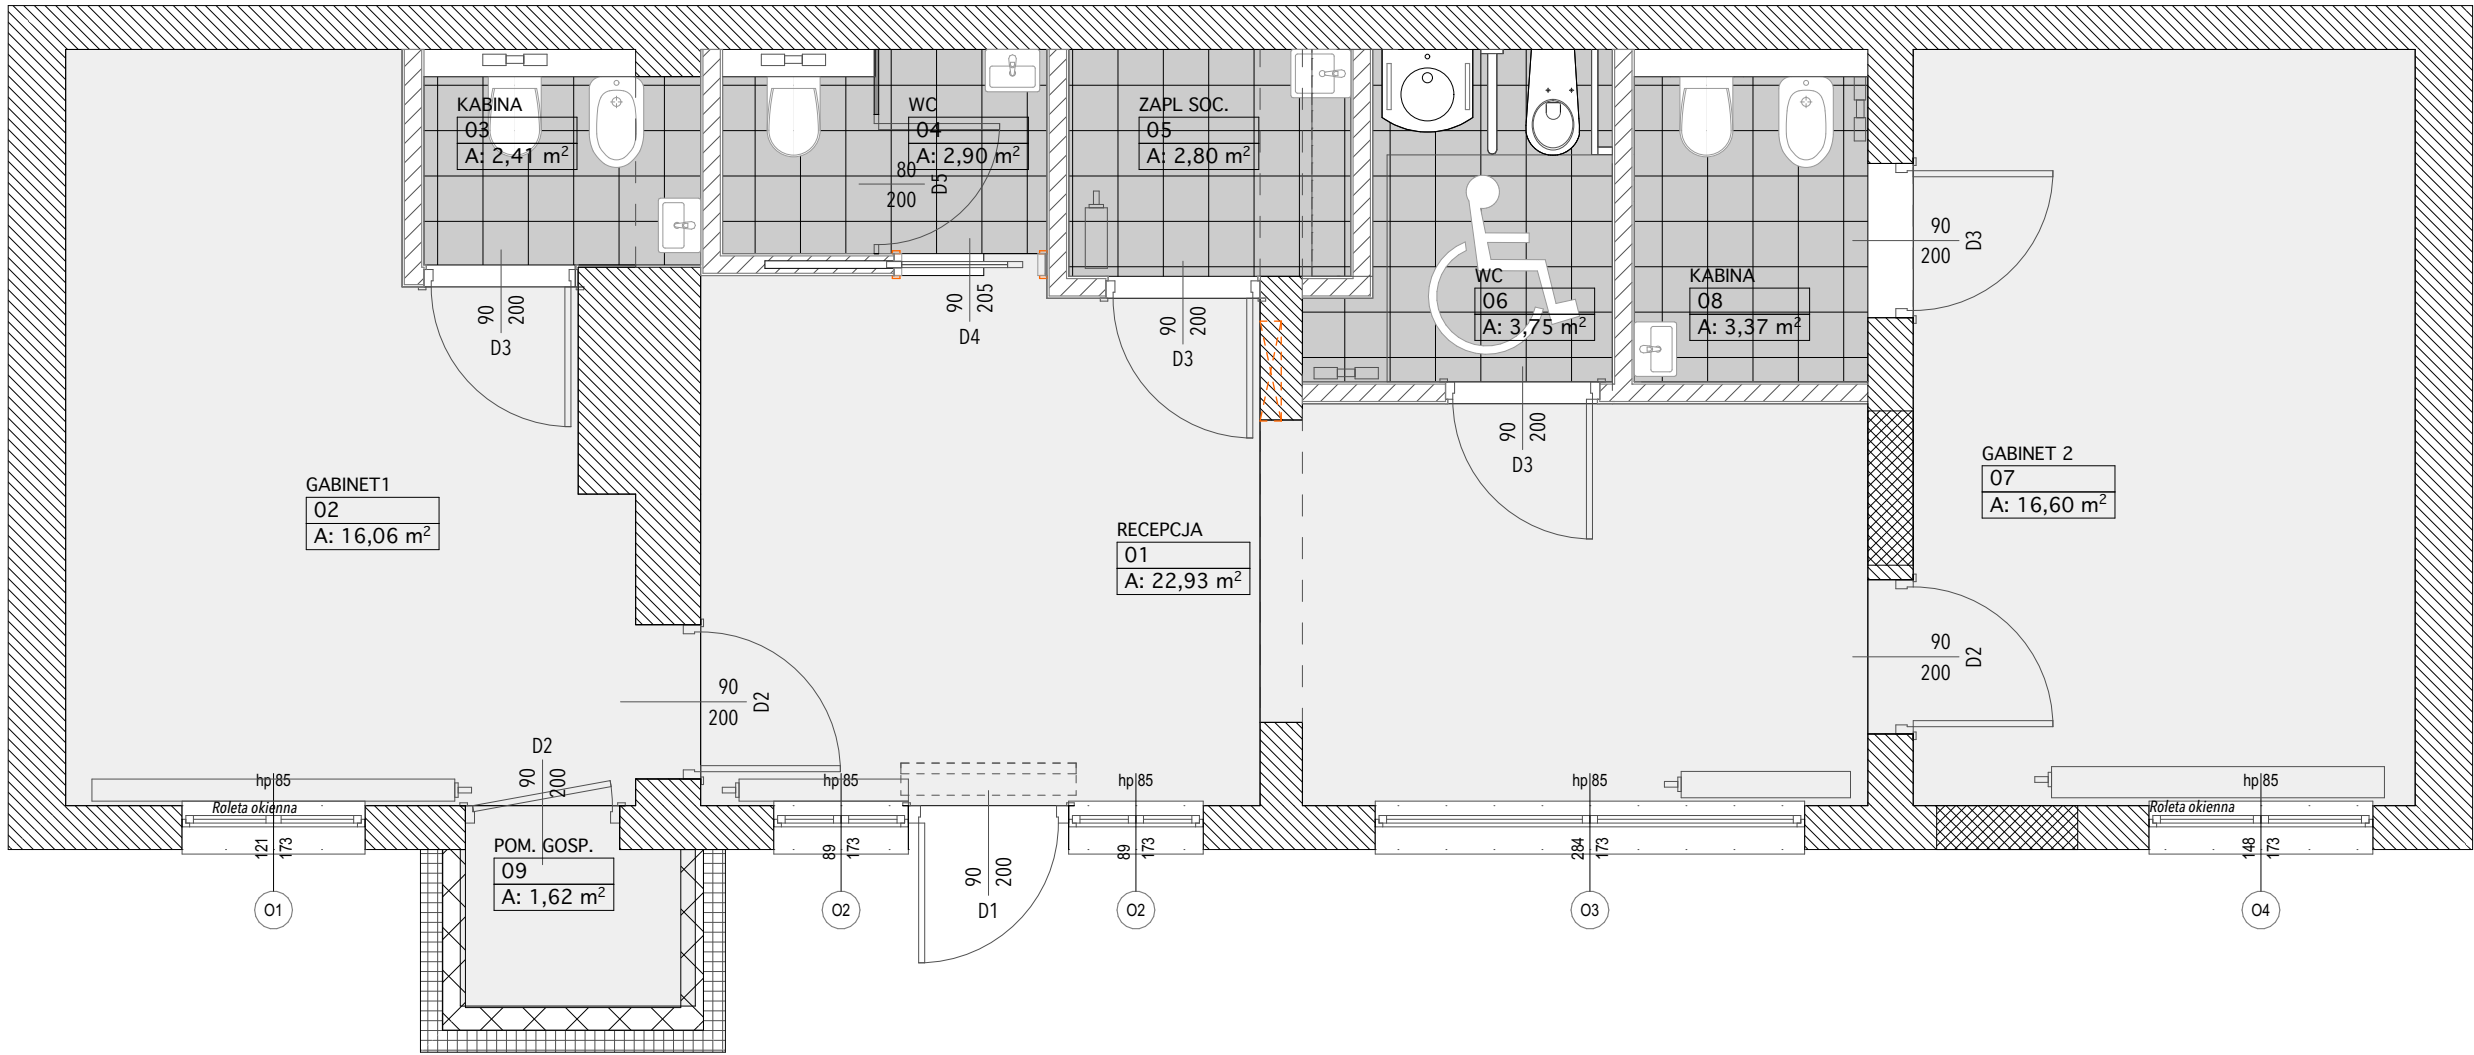 KABINA
03
A: 2,41 m²
WC
04
A: 2,90 m²
80
200
D5
ZAPL SOC.
05
A: 2,80 m²
WC
06
A: 3,75 m²
KABINA
08
A: 3,37 m²
90
200
D3
90
200
D3
90
205
D4
90
200
D3
90
200
D3
GABINET1
02
A: 16,06 m²
RECEPCJA
01
A: 22,93 m²
GABINET 2
07
A: 16,60 m²
90
200
D2
90
200
D2
D2
90
200
hp 85
Roleta okienna
121
173
O1
POM. GOSP.
09
A: 1,62 m²
hp 85
89
173
O2
90
200
D1
hp 85
89
173
O2
hp 85
284
173
O3
hp 85
Roleta okienna
148
173
O4